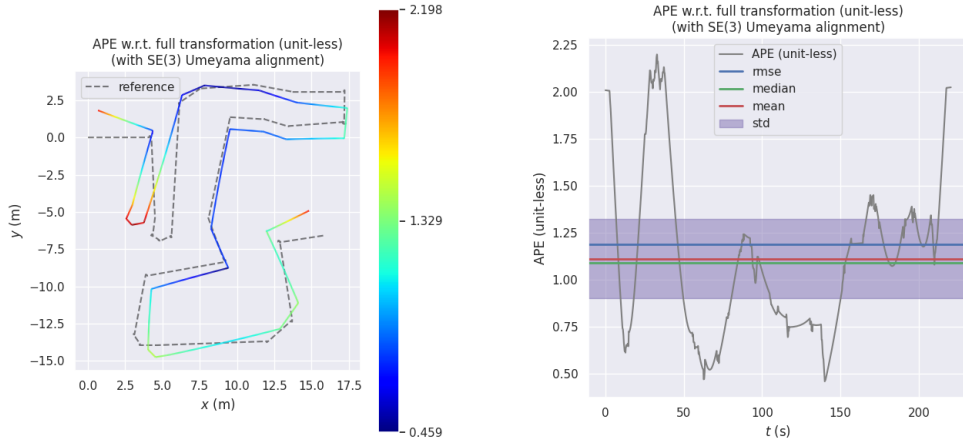 APE w.r.t. full transformation (unit-less)
(with SE(3) Umeyama alignment)
reference
2.5
0.0
−2.5
−5.0
−7.5
−10.0
−12.5
−15.0
y (m)
0.0 2.5 5.0 7.5 10.0 12.5 15.0 17.5
x (m)
2.198
1.329
0.459
APE w.r.t. full transformation (unit-less)
(with SE(3) Umeyama alignment)
APE (unit-less)
rmse
median
mean
std
2.25
2.00
1.75
1.50
1.25
1.00
0.75
0.50
APE (unit-less)
0 50 100 150 200
t (s)